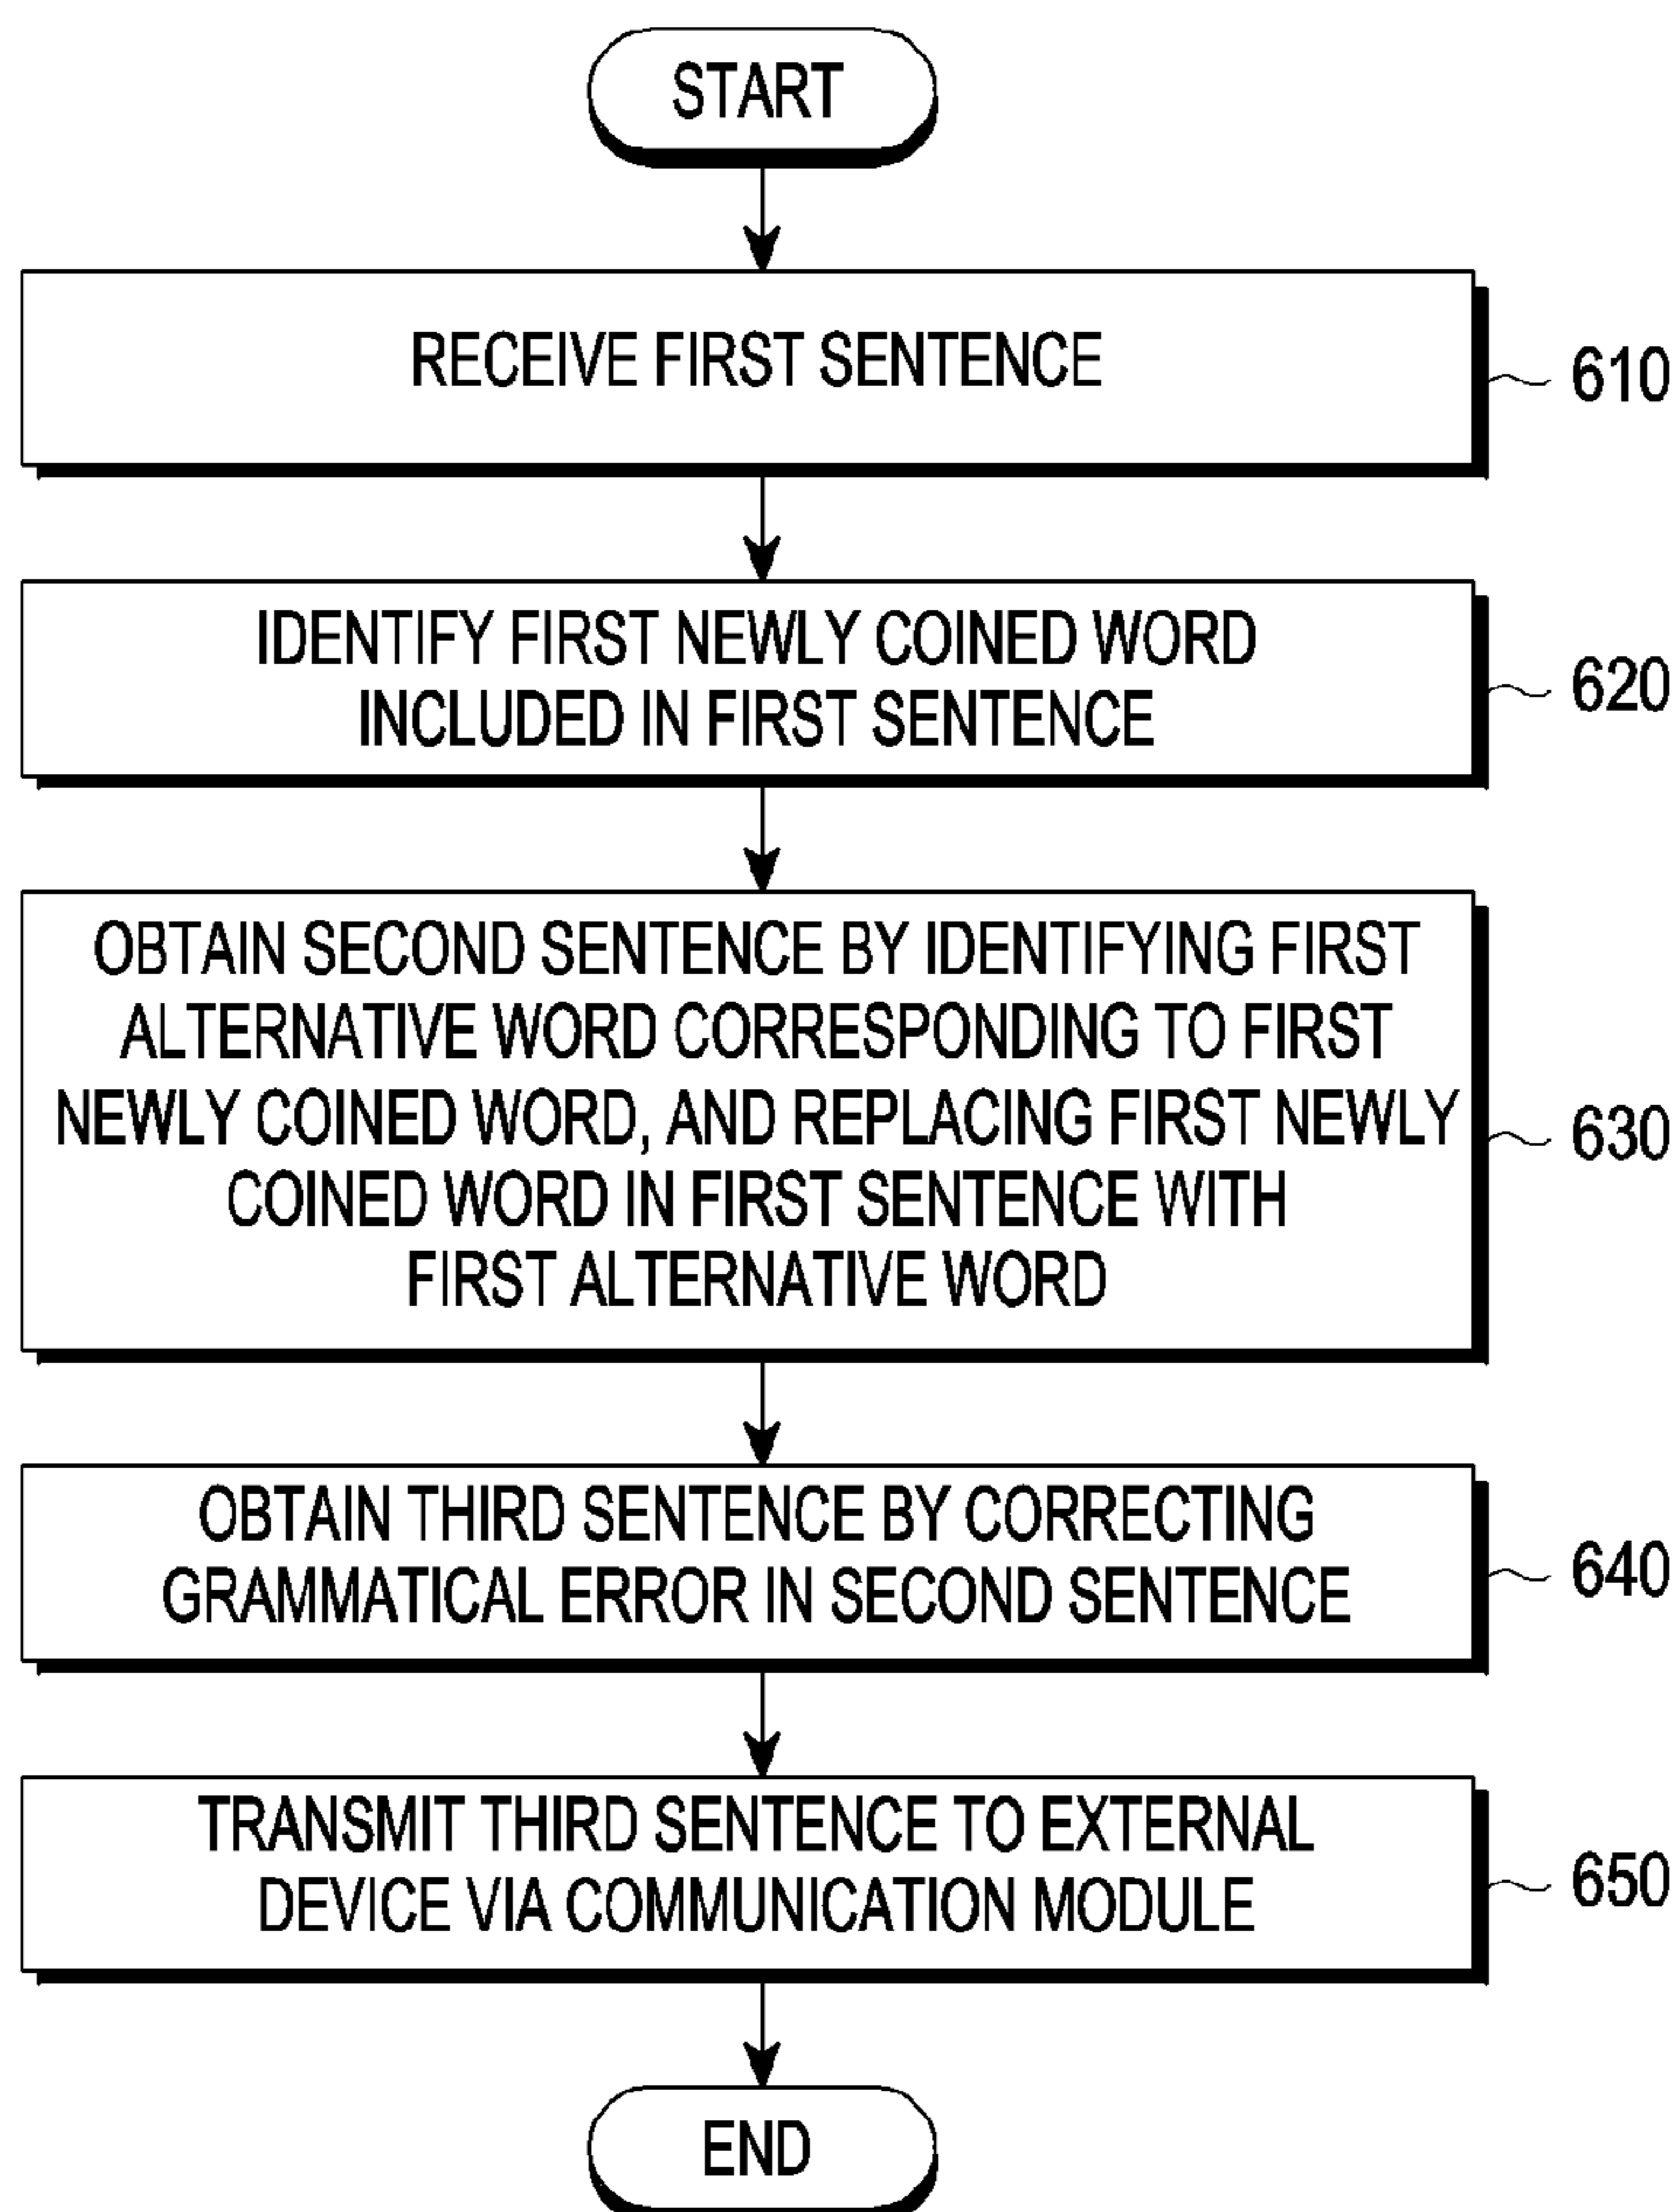 START
RECEIVE FIRST SENTENCE
610
IDENTIFY FIRST NEWLY COINED WORD
INCLUDED IN FIRST SENTENCE
620
OBTAIN SECOND SENTENCE BY IDENTIFYING FIRST
ALTERNATIVE WORD CORRESPONDING TO FIRST
NEWLY COINED WORD, AND REPLACING FIRST NEWLY
COINED WORD IN FIRST SENTENCE WITH
FIRST ALTERNATIVE WORD
630
OBTAIN THIRD SENTENCE BY CORRECTING
GRAMMATICAL ERROR IN SECOND SENTENCE
640
TRANSMIT THIRD SENTENCE TO EXTERNAL
DEVICE VIA COMMUNICATION MODULE
650
END